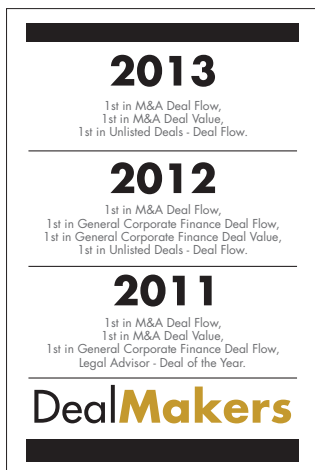 2013
1st in M&A Deal Flow,
1st in M&A Deal Value,
1st in Unlisted Deals - Deal Flow.
2012
1st in M&A Deal Flow,
1st in General Corporate Finance Deal Flow,
1st in General Corporate Finance Deal Value,
1st in Unlisted Deals - Deal Flow.
2011
1st in M&A Deal Flow,
1st in M&A Deal Value,
1st in General Corporate Finance Deal Flow,
Legal Advisor - Deal of the Year.
DealMakers